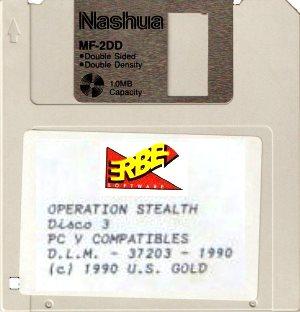 Nashua
MF-2DD
•Double Sided
•Double Density
1.0MB
Capacity
ERBE
SOFTWARE
OPERATION STEALTH
Disco 3
PC Y COMPATIBLES
D.L.M. - 37203 - 1990
(c) 1990 U.S. GOLD